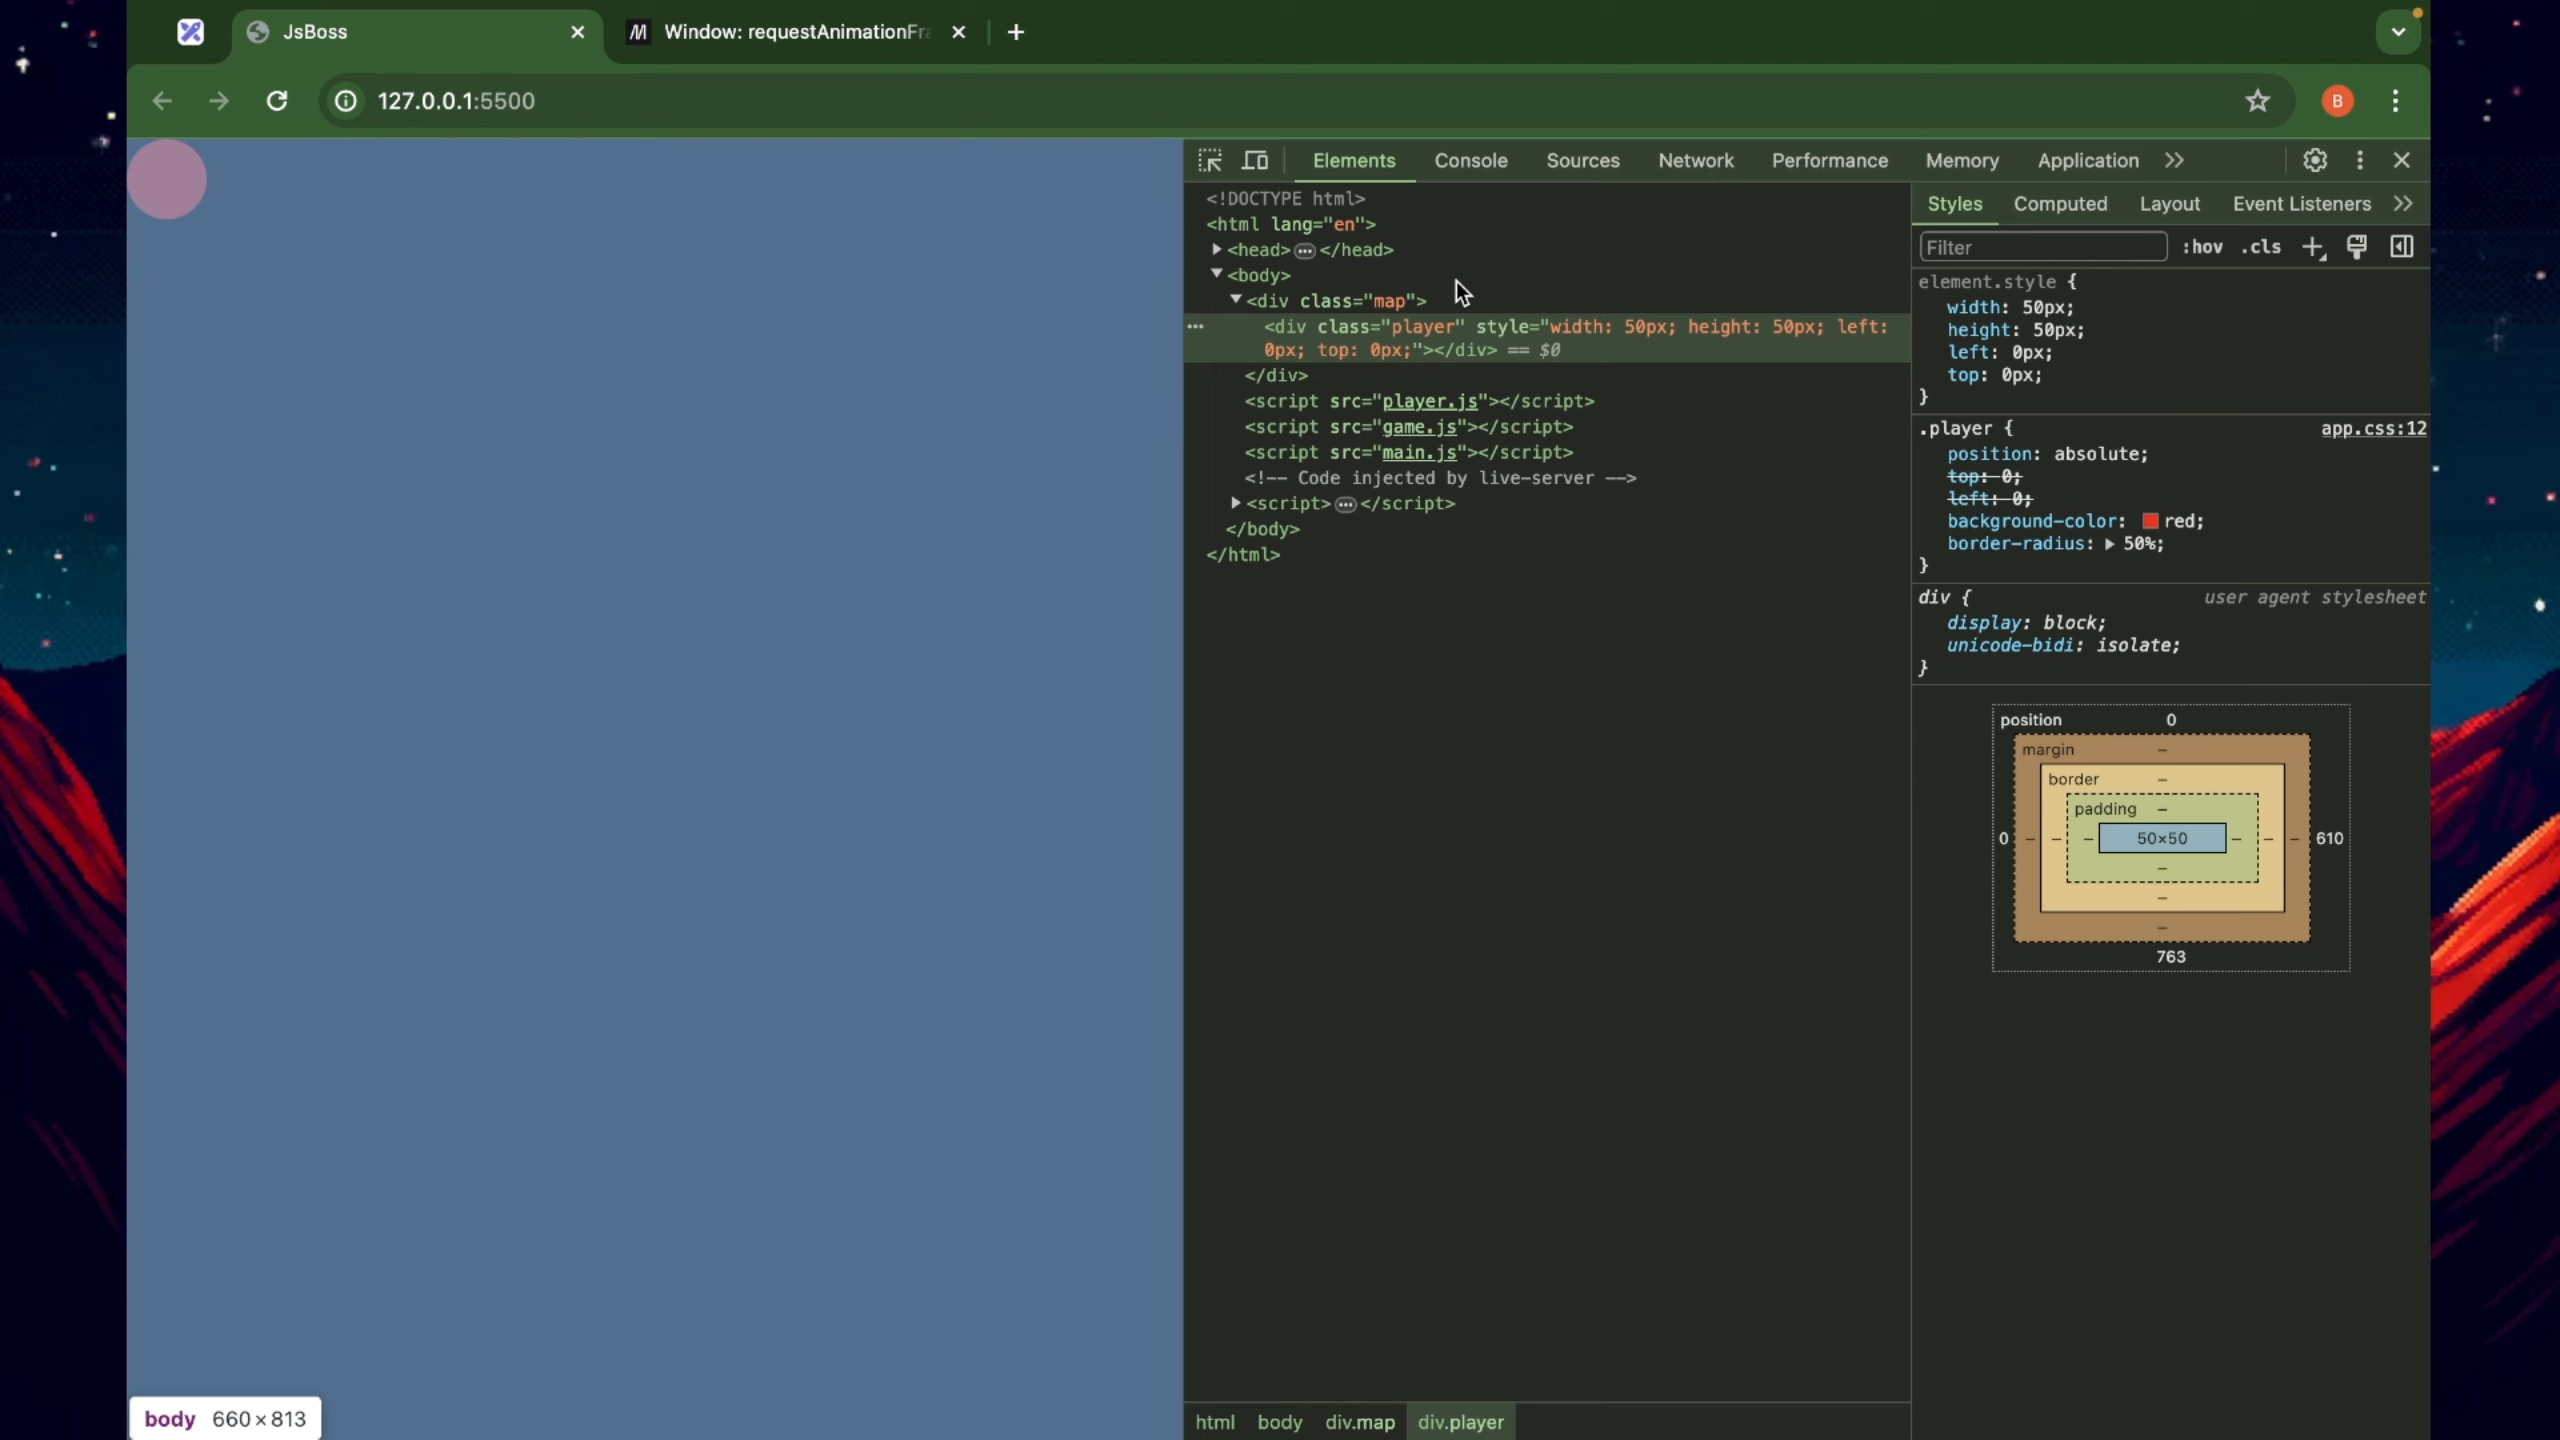 JsBoss
Window: requestAnimationFra
127.0.0.1:5500
B
Elements Console Sources Network Performance Memory Application
<!DOCTYPE html>
<html lang="en">
<head>…</head>
<body>
<div class="map">
… <div class="player" style="width: 50px; height: 50px; left:
0px; top: 0px;"></div> == $0
</div>
<script src="player.js"></script>
<script src="game.js"></script>
<script src="main.js"></script>
<!-- Code injected by live-server -->
<script>…</script>
</body>
</html>
html body div.map div.player
Styles Computed Layout Event Listeners
Filter :hov .cls
element.style {
width: 50px;
height: 50px;
left: 0px;
top: 0px;
}
.player { app.css:12
position: absolute;
top: 0;
left: 0;
background-color: red;
border-radius: 50%;
}
div { user agent stylesheet
display: block;
unicode-bidi: isolate;
}
position 0
margin –
border –
padding –
0 – – – 50×50 – – – 610
–
–
–
763
body 660×813